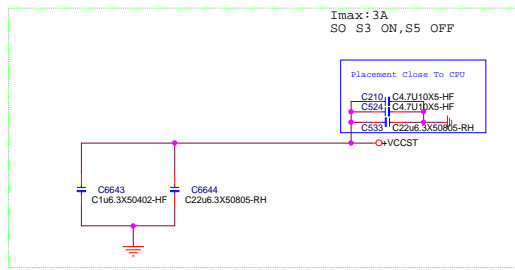 Imax:3A
SO S3 ON,S5 OFF
Placement Close To CPU
C210 C4.7U10X5-HF
C524 C4.7U10X5-HF
C533 C22u6.3X50805-RH
+VCCST
C6643 C6644
C1u6.3X50402-HF C22u6.3X50805-RH